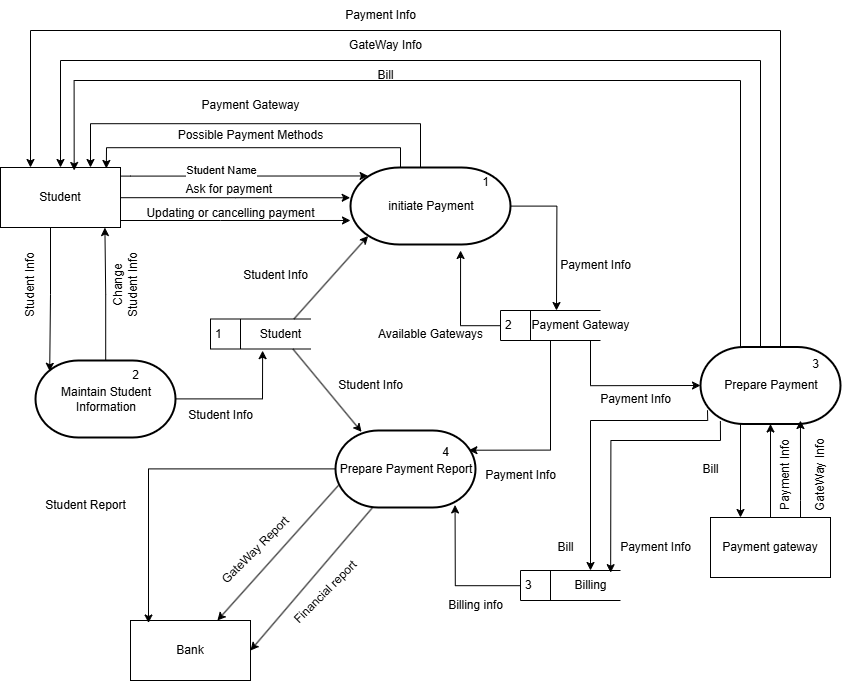 Payment Info
GateWay Info
Bill
Payment Gateway
Possible Payment Methods
Student Name
Ask for payment
Updating or cancelling payment
Student
1
initiate Payment
Student Info
Change
Student Info
Student Info
Payment Info
1
Student
Available Gateways
2
Payment Gateway
2
Maintain Student
Information
Student Info
Student Info
Payment Info
3
Prepare Payment
4
Prepare Payment Report
Payment Info
Student Report
GateWay Report
Financial report
Bill
Payment Info
GateWay Info
Payment gateway
Bill
Payment Info
3
Billing
Billing info
Bank